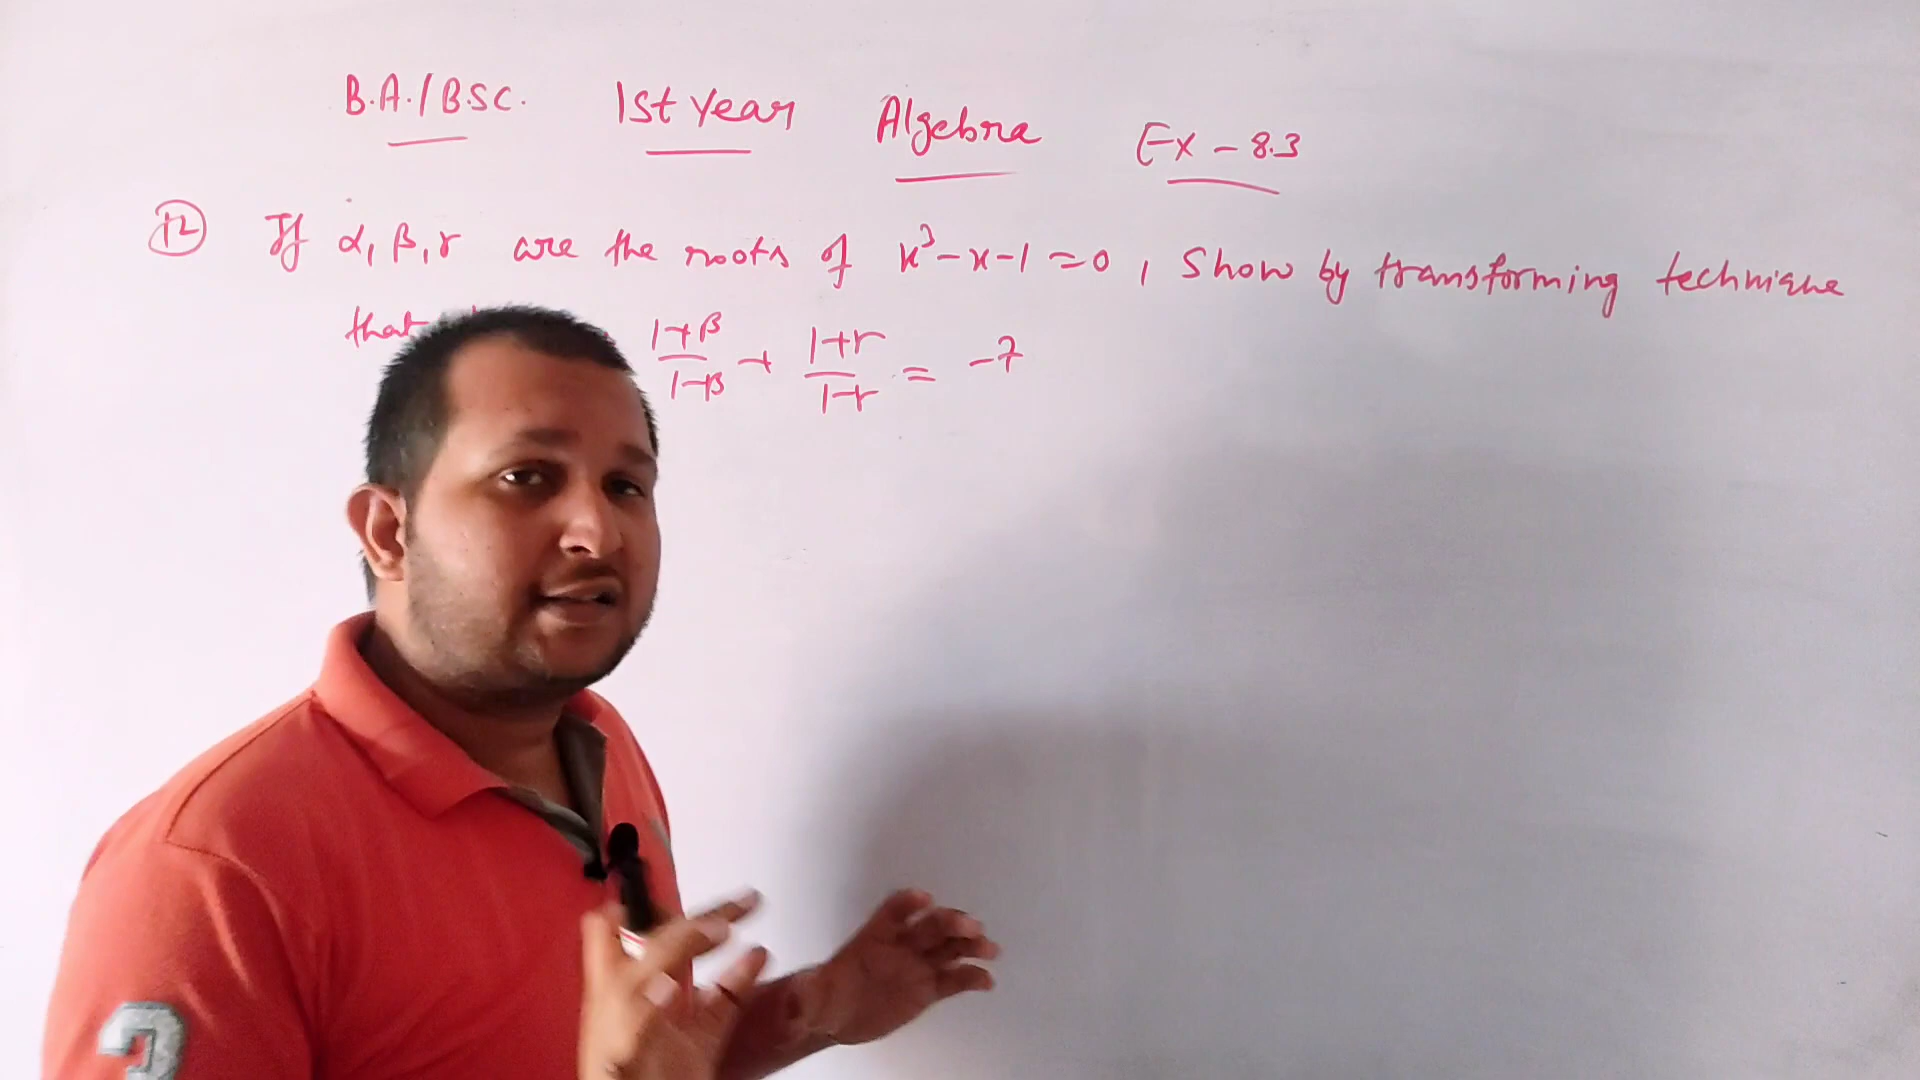 B.A./B.SC. 1st Year Algebra Ex - 8.3
12 If α, β, r are the roots of x³-x-1=0, Show by transforming technique
that 1+β/1-β + 1+r/1-r = -7
2